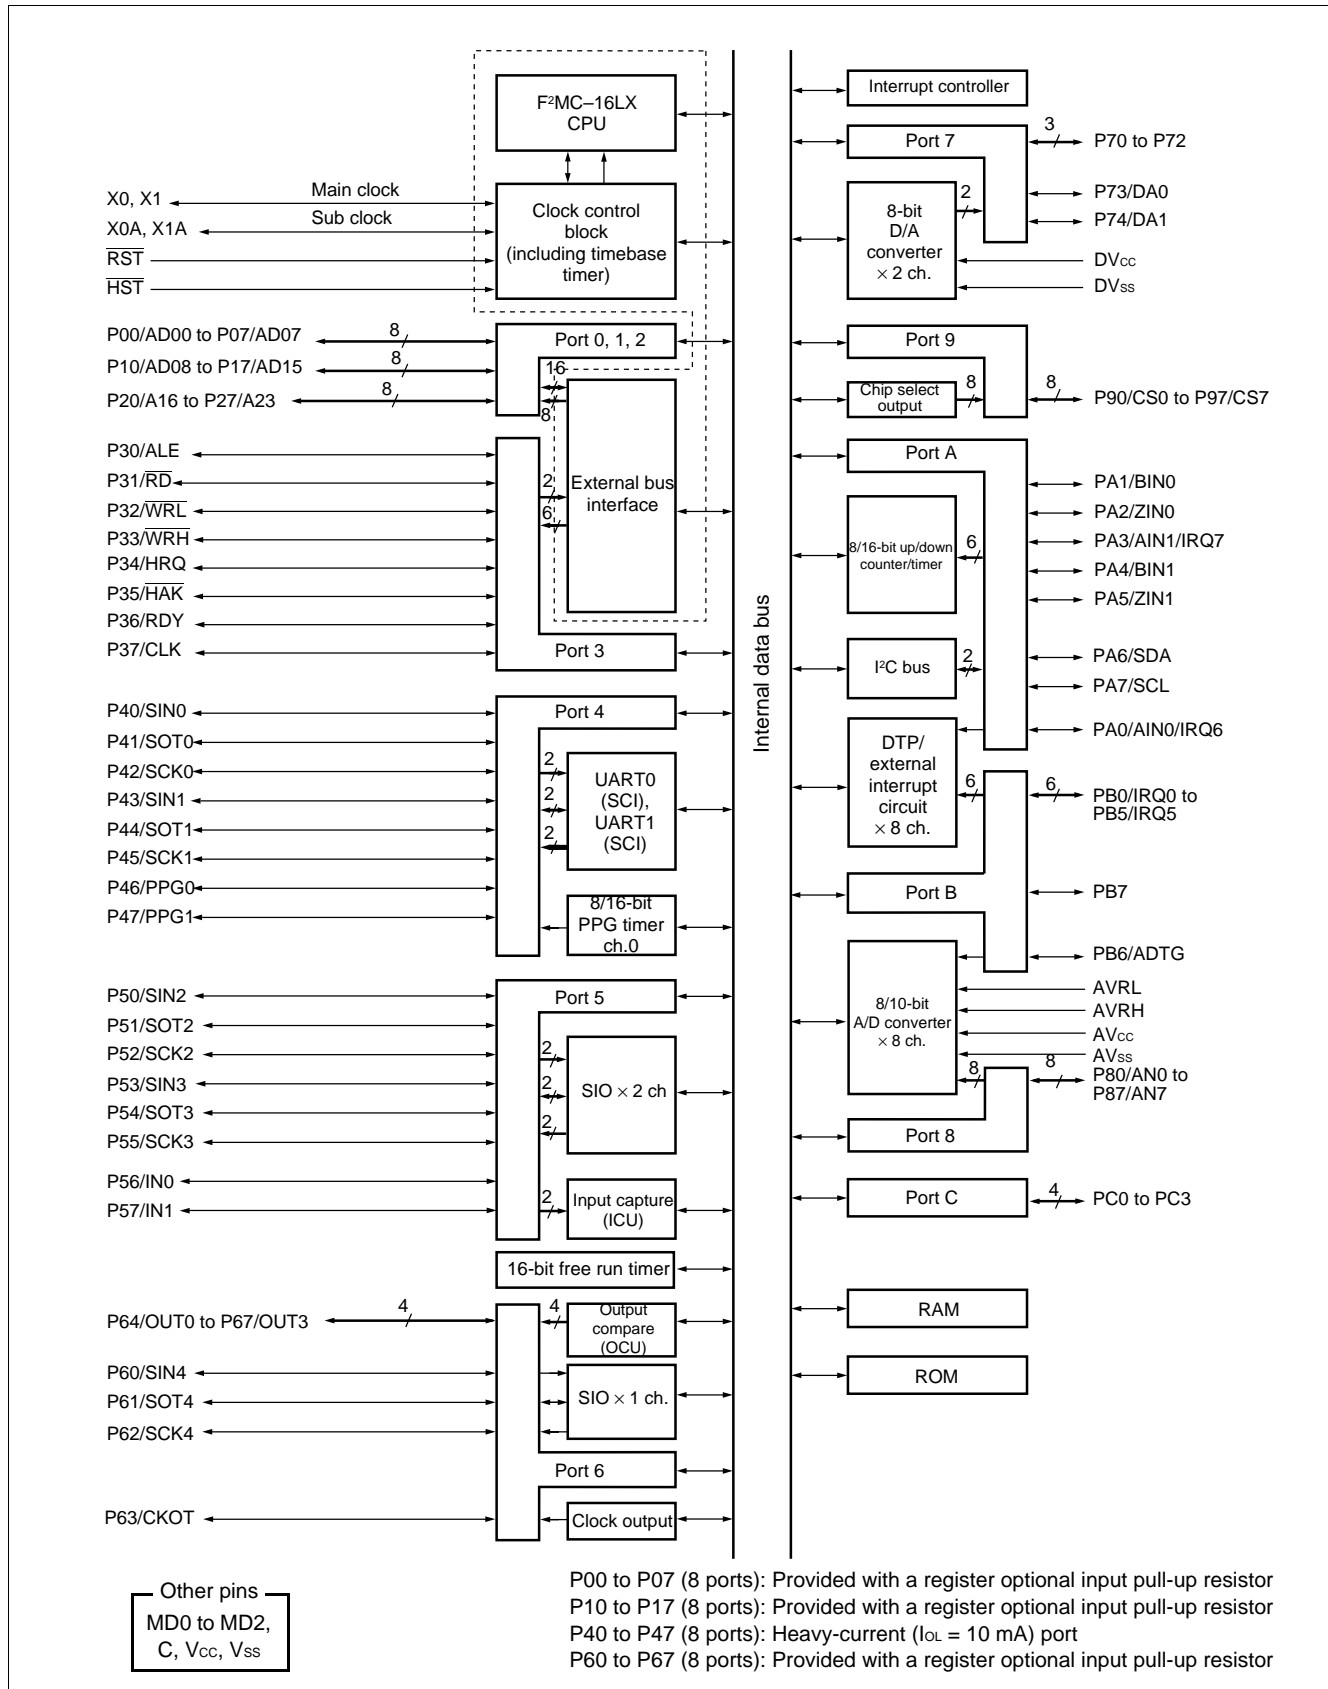 F²MC–16LX
CPU
Main clock
X0, X1
Sub clock
X0A, X1A
RST
HST
Clock control
block
(including timebase
timer)
P00/AD00 to P07/AD07
8
P10/AD08 to P17/AD15
8
P20/A16 to P27/A23
8
Port 0, 1, 2
16
8
P30/ALE
P31/RD
P32/WRL
P33/WRH
P34/HRQ
P35/HAK
P36/RDY
P37/CLK
2
6
External bus
interface
Port 3
P40/SIN0
P41/SOT0
P42/SCK0
P43/SIN1
P44/SOT1
P45/SCK1
P46/PPG0
P47/PPG1
Port 4
2
2
2
UART0
(SCI),
UART1
(SCI)
8/16-bit
PPG timer
ch.0
P50/SIN2
P51/SOT2
P52/SCK2
P53/SIN3
P54/SOT3
P55/SCK3
P56/IN0
P57/IN1
Port 5
2
2
2
SIO × 2 ch
2
Input capture
(ICU)
16-bit free run timer
P64/OUT0 to P67/OUT3
4
4
Output
compare
(OCU)
P60/SIN4
P61/SOT4
P62/SCK4
SIO × 1 ch.
Port 6
P63/CKOT
Clock output
Internal data bus
Interrupt controller
Port 7
3
P70 to P72
P73/DA0
P74/DA1
2
8-bit
D/A
converter
× 2 ch.
DVCC
DVSS
Port 9
Chip select
output
8
8
P90/CS0 to P97/CS7
Port A
PA1/BIN0
PA2/ZIN0
PA3/AIN1/IRQ7
PA4/BIN1
PA5/ZIN1
8/16-bit up/down
counter/timer
6
I²C bus
2
PA6/SDA
PA7/SCL
PA0/AIN0/IRQ6
DTP/
external
interrupt
circuit
× 8 ch.
6
6
PB0/IRQ0 to
PB5/IRQ5
Port B
PB7
PB6/ADTG
8/10-bit
A/D converter
× 8 ch.
AVRL
AVRH
AVCC
AVSS
8
8
P80/AN0 to
P87/AN7
Port 8
Port C
4
PC0 to PC3
RAM
ROM
Other pins
MD0 to MD2,
C, VCC, VSS
P00 to P07 (8 ports): Provided with a register optional input pull-up resistor
P10 to P17 (8 ports): Provided with a register optional input pull-up resistor
P40 to P47 (8 ports): Heavy-current (IOL = 10 mA) port
P60 to P67 (8 ports): Provided with a register optional input pull-up resistor